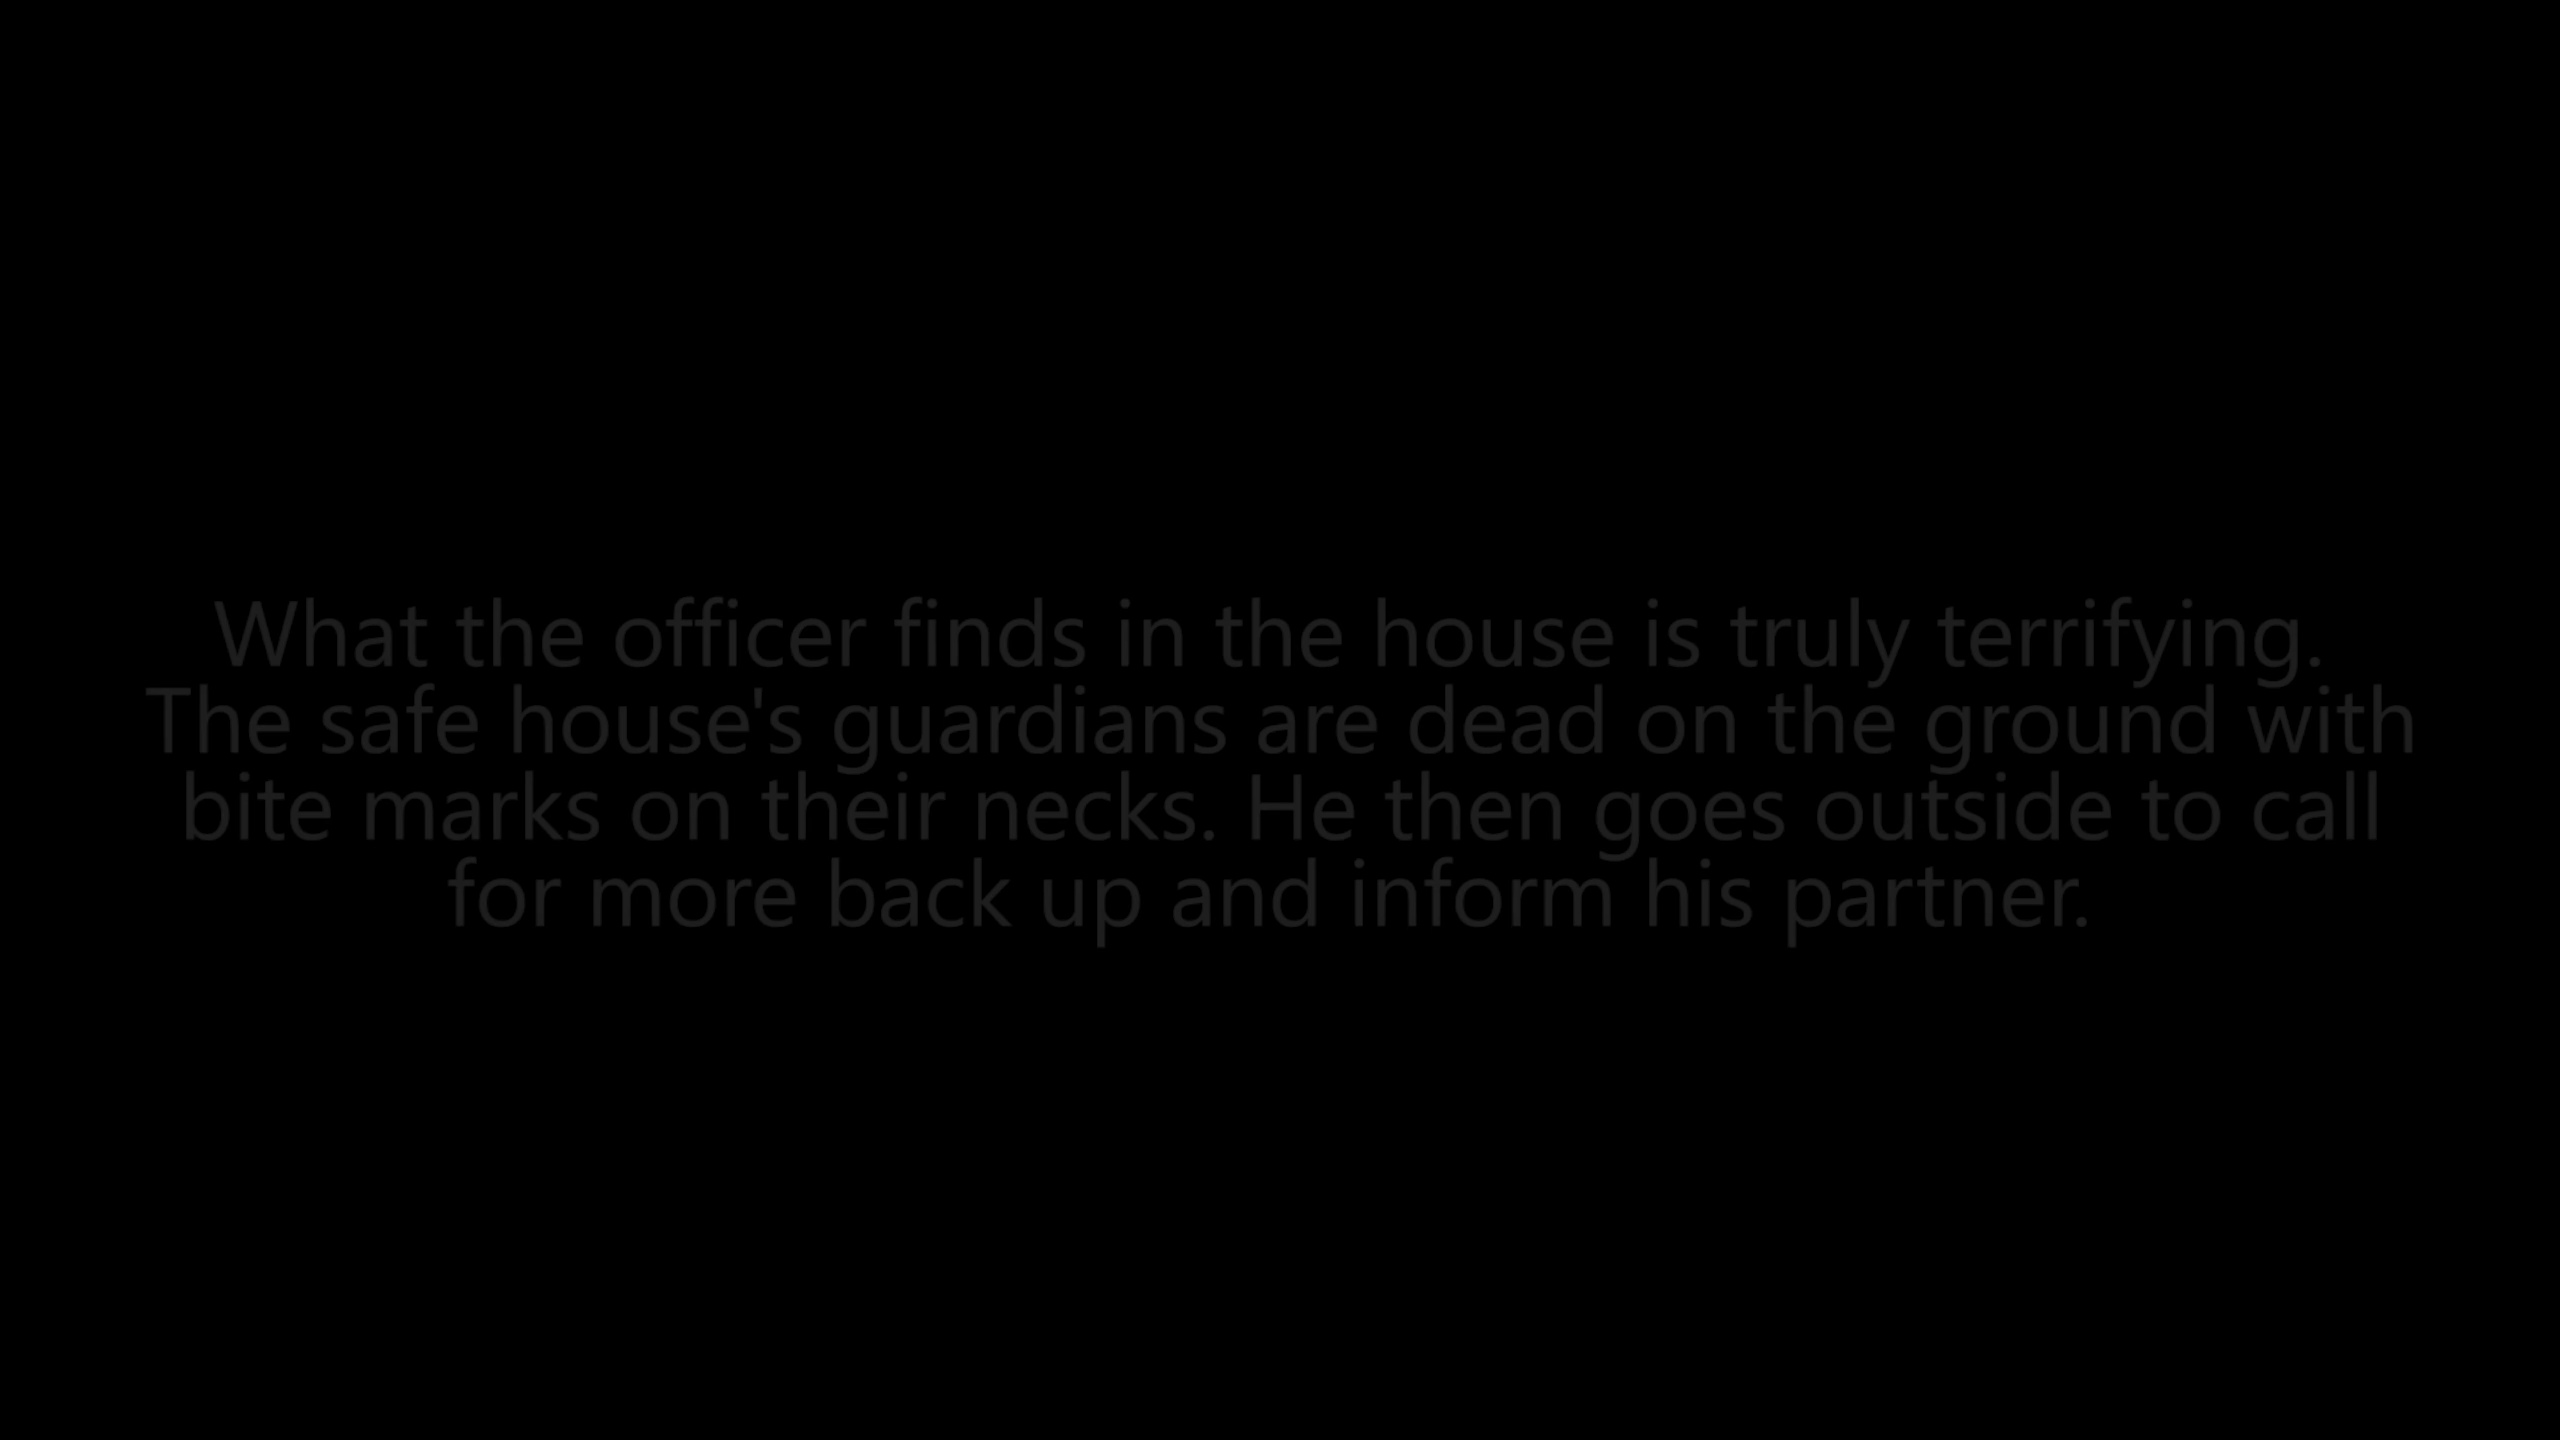 What the officer finds in the house is truly terrifying.
The safe house's guardians are dead on the ground with
bite marks on their necks. He then goes outside to call
for more back up and inform his partner.